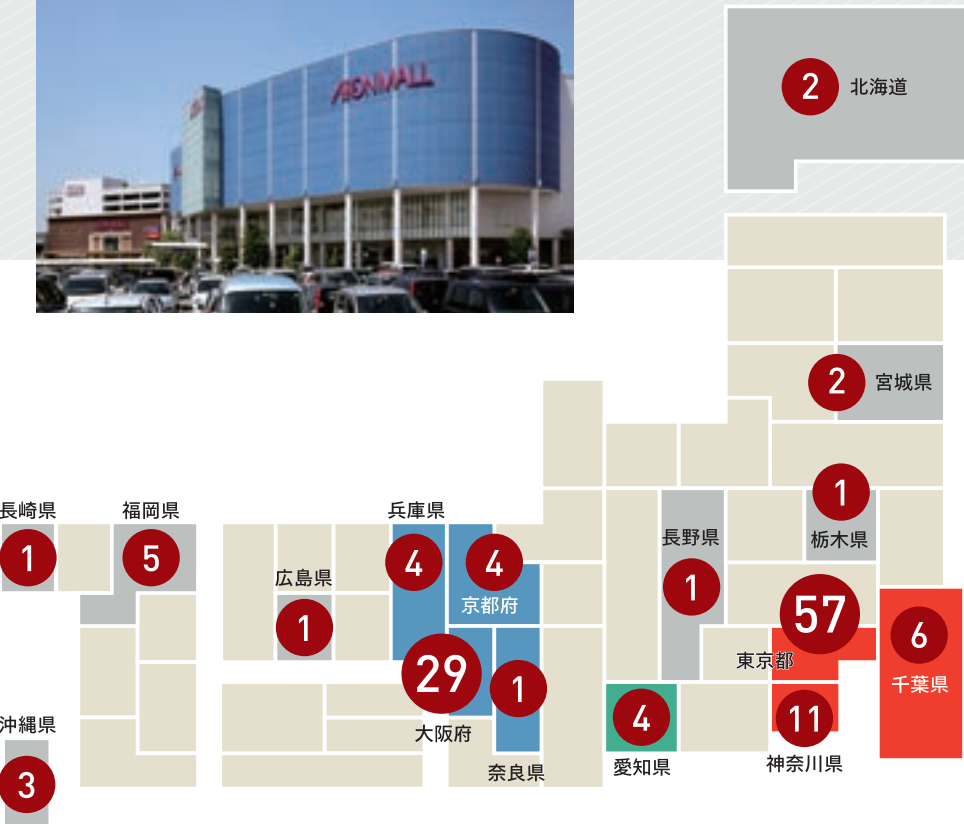 ÆONMALL
2 北海道
2 宮城県
1
栃木県
長崎県
1
福岡県
5
兵庫県
4
4
京都府
広島県
1
長野県
1
57
東京都
6
千葉県
29
大阪府
1
奈良県
4
愛知県
11
神奈川県
沖縄県
3